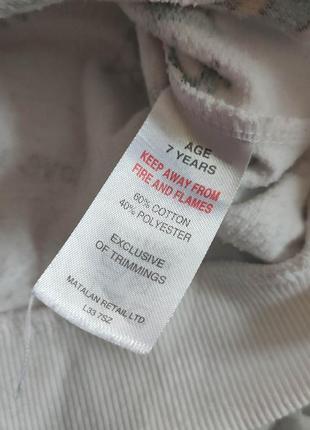 AGE
7 YEARS
KEEP AWAY FROM
FIRE AND FLAMES
60% COTTON
40% POLYESTER
EXCLUSIVE
OF TRIMMINGS
MATALAN RETAIL LTD
L33 7SZ